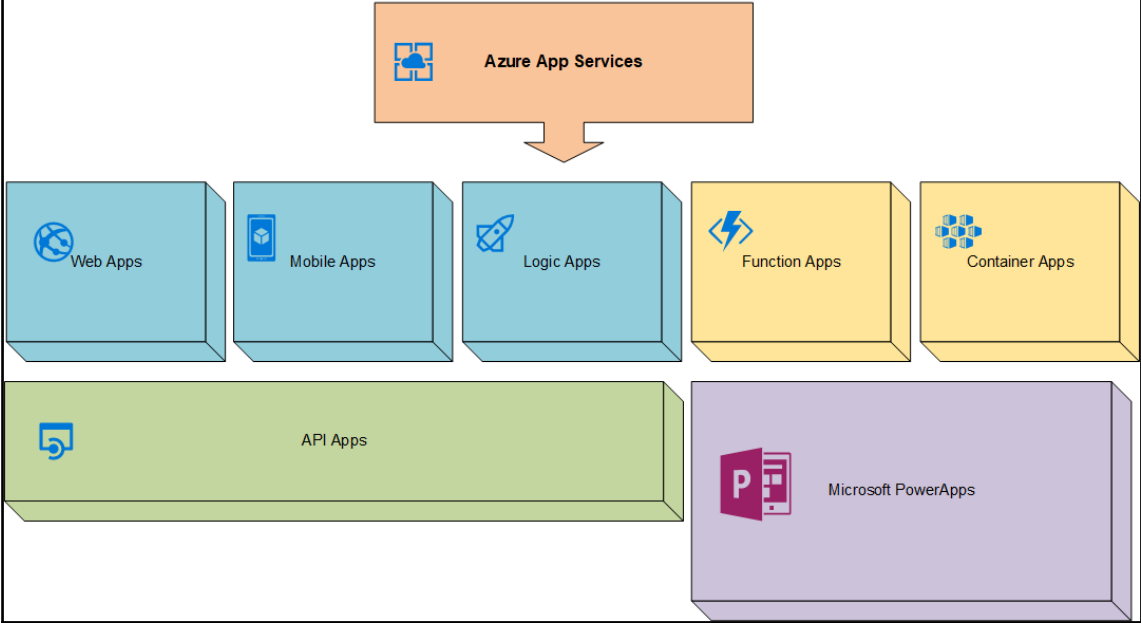 Azure App Services
Web Apps
Mobile Apps
Logic Apps
Function Apps
Container Apps
API Apps
P
Microsoft PowerApps